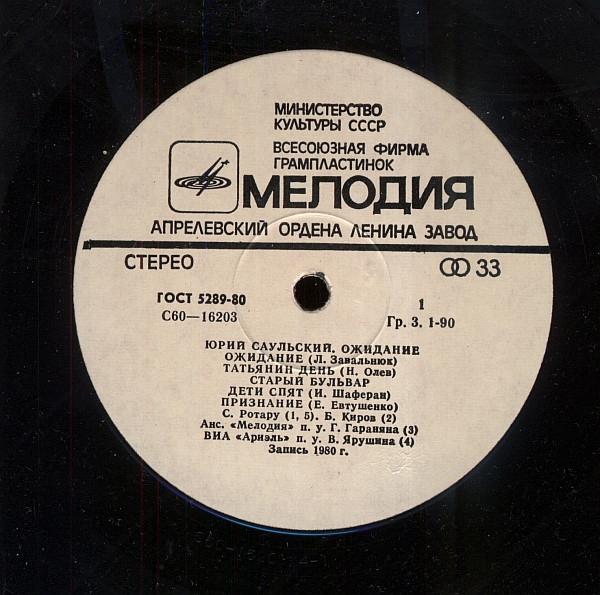 МИНИСТЕРСТВО
КУЛЬТУРЫ СССР
ВСЕСОЮЗНАЯ ФИРМА
ГРАМПЛАСТИНОК
МЕЛОДИЯ
АПРЕЛЕВСКИЙ ОРДЕНА ЛЕНИНА ЗАВОД
СТЕРЕО
33
ГОСТ 5289-80
С60—16203
1
Гр. 3. 1-90
ЮРИЙ САУЛЬСКИЙ. ОЖИДАНИЕ
ОЖИДАНИЕ (Л. Завальнюк)
ТАТЬЯНИН ДЕНЬ (Н. Олев)
СТАРЫЙ БУЛЬВАР
ДЕТИ СПЯТ (И. Шаферан)
ПРИЗНАНИЕ (Е. Евтушенко)
С. Ротару (1, 5). Б. Киров (2)
Анс. «Мелодия» п. у. Г. Гараняна (3)
ВИА «Ариэль» п. у. В. Ярушина (4)
Запись 1980 г.